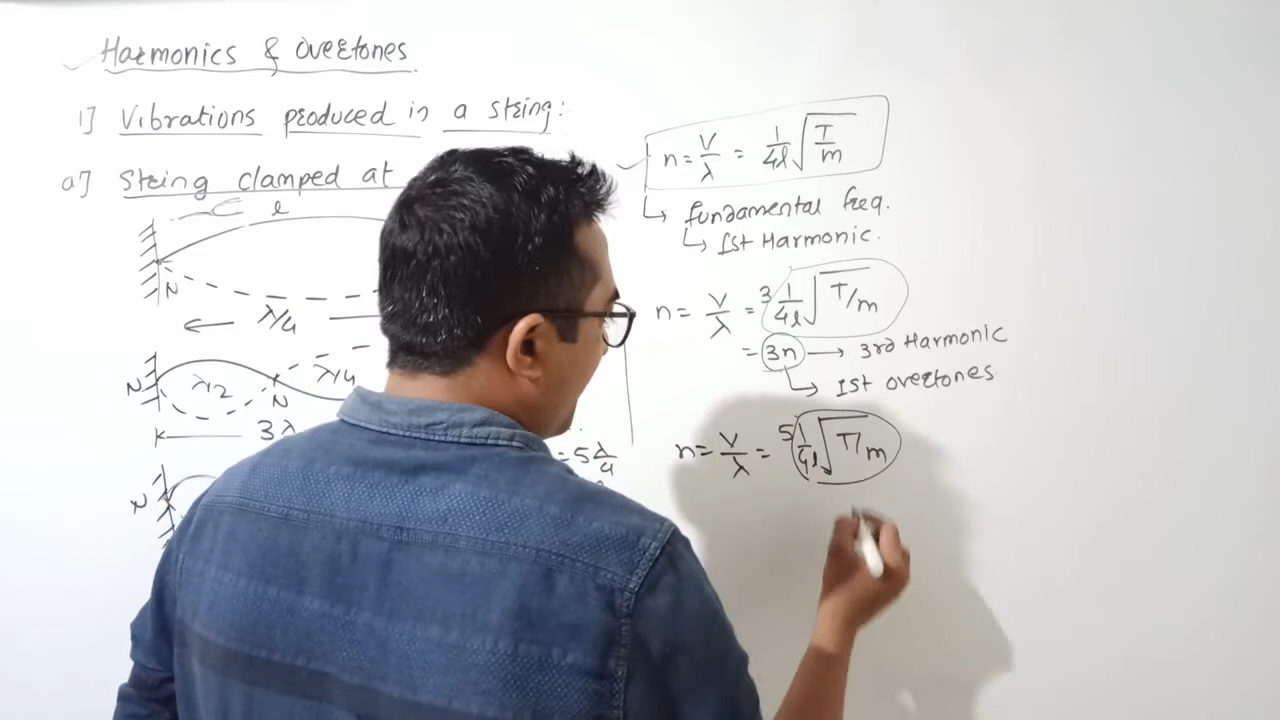 Harmonics & Overtones
1] Vibrations produced in a string:
a] String clamped at
l
N
λ/4
N
λ/2
N
λ/4
3λ
N
= 5λ/4
n = V/λ = 1/4l √T/m
↳ fundamental freq.
↳ 1st Harmonic.
n = V/λ = 3 1/4l √T/m
= 3n → 3rd Harmonic
↳ 1st overtones
n = V/λ = 5 1/4l √T/m